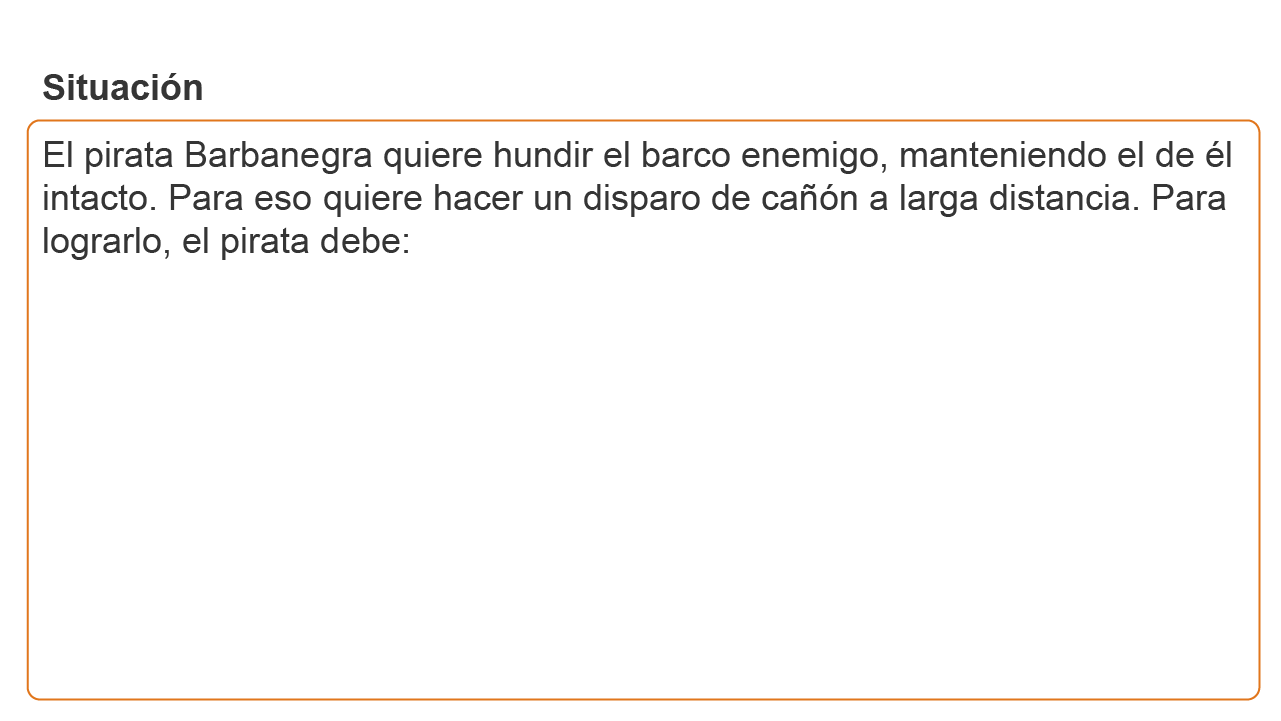 Situación
El pirata Barbanegra quiere hundir el barco enemigo, manteniendo el de él
intacto. Para eso quiere hacer un disparo de cañón a larga distancia. Para
lograrlo, el pirata debe: